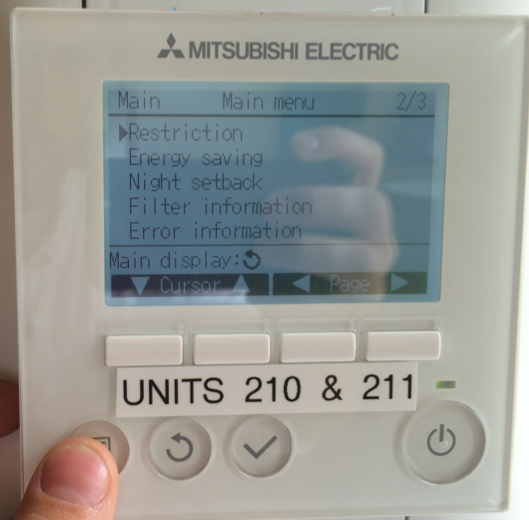 MITSUBISHI ELECTRIC
Main Main menu 2/3
Restriction
Energy saving
Night setback
Filter information
Error information
Main display:
Cursor Page
UNITS 210 & 211